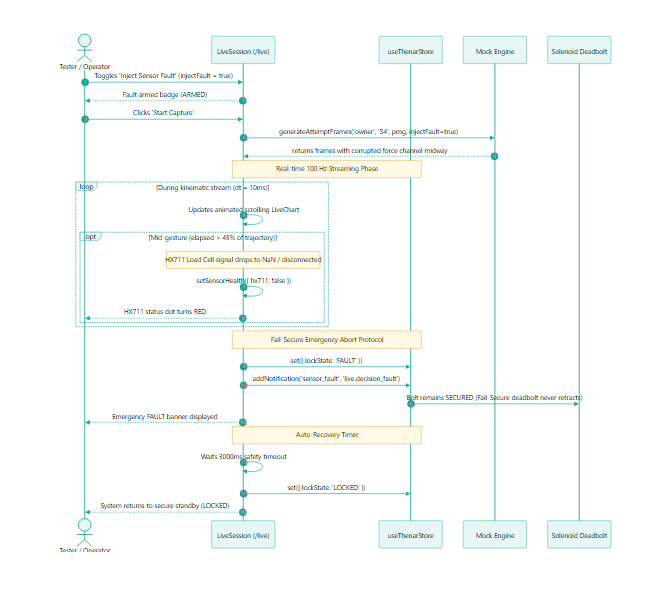 LiveSession (/live)
useThenarStore
Mock Engine
Solenoid Deadbolt
Tester / Operator
Toggles 'Inject Sensor Fault' (injectFault = true)
Fault armed badge (ARMED)
Clicks 'Start Capture'
generateAttemptFrames('owner', 'S4', prng, injectFault=true)
returns frames with corrupted force channel midway
Real-time 100 Hz Streaming Phase
loop
[During kinematic stream (dt = 10ms)]
Updates animated scrolling LiveChart
opt
[Mid-gesture (elapsed > 45% of trajectory)]
HX711 Load Cell signal drops to NaN / disconnected
setSensorHealth({ hx711: false })
HX711 status dot turns RED
Fail-Secure Emergency Abort Protocol
set({ lockState: 'FAULT' })
addNotification('sensor_fault', 'live.decision_fault')
Bolt remains SECURED (Fail-Secure deadbolt never retracts)
Emergency FAULT banner displayed
Auto-Recovery Timer
Waits 3000ms safety timeout
set({ lockState: 'LOCKED' })
System returns to secure standby (LOCKED)
LiveSession (/live)
useThenarStore
Mock Engine
Solenoid Deadbolt
Tester / Operator